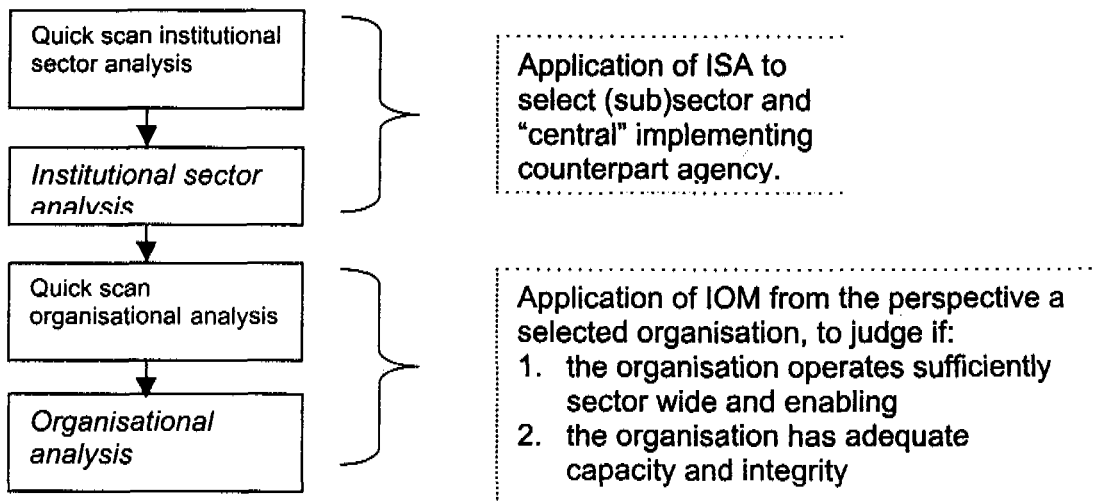 Quick scan institutional
sector analysis
Institutional sector
analysis
Quick scan
organisational analysis
Organisational
analysis
Application of ISA to
select (sub)sector and
“central” implementing
counterpart agency.
Application of IOM from the perspective a
selected organisation, to judge if:
1. the organisation operates sufficiently
sector wide and enabling
2. the organisation has adequate
capacity and integrity